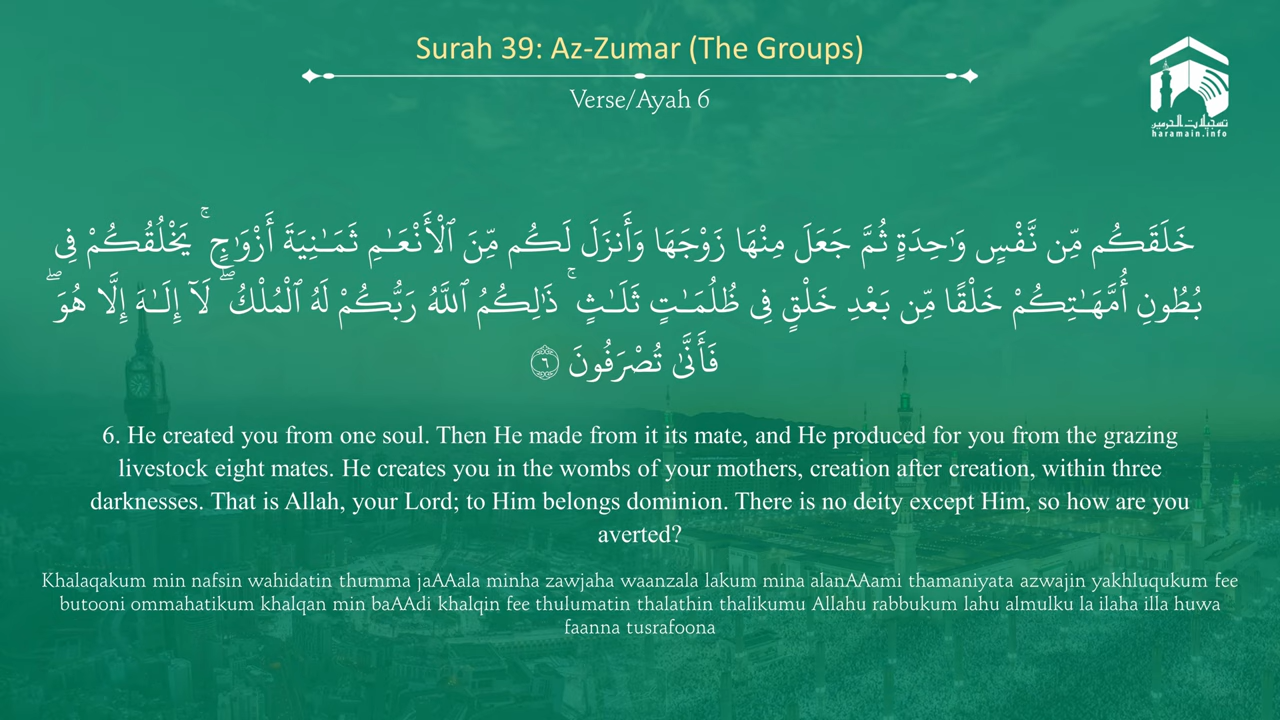 Surah 39: Az-Zumar (The Groups)
Verse/Ayah 6
تسجيلات الحرمين
haramain.info
خَلَقَكُم مِّن نَّفْسٍ وَٰحِدَةٍ ثُمَّ جَعَلَ مِنْهَا زَوْجَهَا وَأَنزَلَ لَكُم مِّنَ ٱلْأَنْعَـٰمِ ثَمَـٰنِيَةَ أَزْوَٰجٍ ۚ يَخْلُقُكُمْ فِى
بُطُونِ أُمَّهَـٰتِكُمْ خَلْقًا مِّن بَعْدِ خَلْقٍ فِى ظُلُمَـٰتٍ ثَلَـٰثٍ ۚ ذَٰلِكُمُ ٱللَّهُ رَبُّكُمْ لَهُ ٱلْمُلْكُ ۖ لَآ إِلَـٰهَ إِلَّا هُوَ ۖ
فَأَنَّىٰ تُصْرَفُونَ ٦
6. He created you from one soul. Then He made from it its mate, and He produced for you from the grazing
livestock eight mates. He creates you in the wombs of your mothers, creation after creation, within three
darknesses. That is Allah, your Lord; to Him belongs dominion. There is no deity except Him, so how are you
averted?
Khalaqakum min nafsin wahidatin thumma jaAAala minha zawjaha waanzala lakum mina alanAAami thamaniyata azwajin yakhluqukum fee
butooni ommahatikum khalqan min baAAdi khalqin fee thulumatin thalathin thalikumu Allahu rabbukum lahu almulku la ilaha illa huwa
faanna tusrafoona